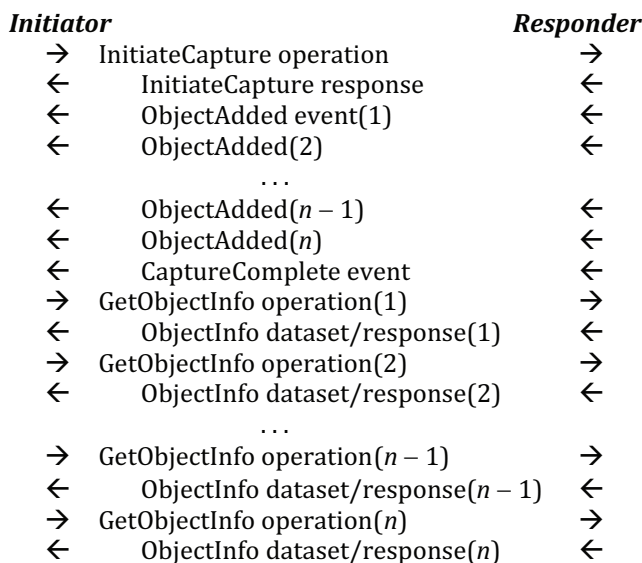 Initiator Responder
→ InitiateCapture operation →
← InitiateCapture response ←
← ObjectAdded event(1) ←
← ObjectAdded(2) ←
. . .
← ObjectAdded(n – 1) ←
← ObjectAdded(n) ←
← CaptureComplete event ←
→ GetObjectInfo operation(1) →
← ObjectInfo dataset/response(1) ←
→ GetObjectInfo operation(2) →
← ObjectInfo dataset/response(2) ←
. . .
→ GetObjectInfo operation(n – 1) →
← ObjectInfo dataset/response(n – 1) ←
→ GetObjectInfo operation(n) →
← ObjectInfo dataset/response(n) ←